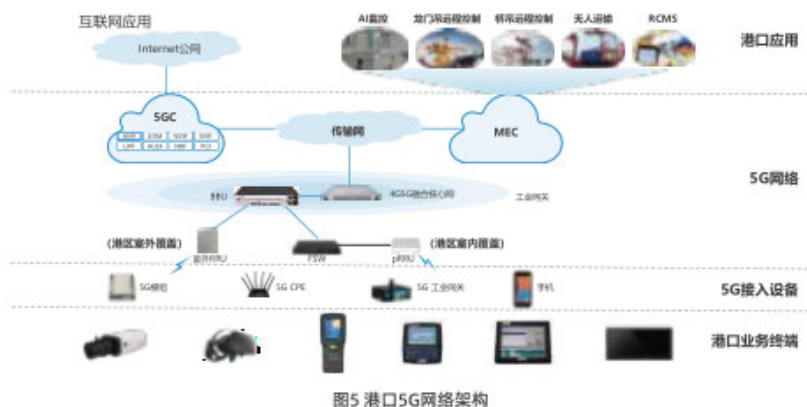 互联网应用
Internet公网
AI监控
龙门吊远程控制
桥吊远程控制
无人运输
RCMS
港口应用
5GC
传输网
MEC
5G网络
BBU
4G5G融合核心网
工业网关
(港区室外覆盖)
室外RRU
FSW
pRRU
(港区室内覆盖)
5G模组
5G CPE
5G 工业网关
手机
5G接入设备
港口业务终端
图5 港口5G网络架构